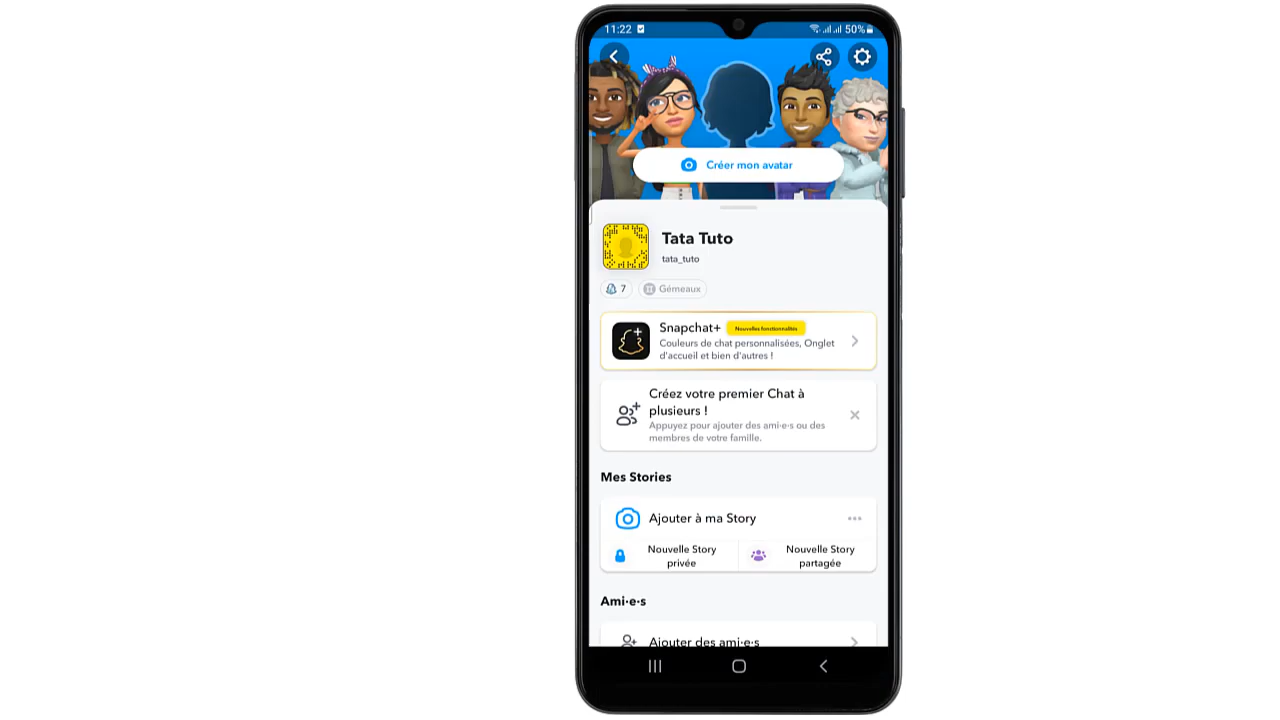 11:22
50%
Créer mon avatar
Tata Tuto
tata_tuto
7
Gémeaux
Snapchat+
Nouvelles fonctionnalités
Couleurs de chat personnalisées, Onglet
d'accueil et bien d'autres !
Créez votre premier Chat à
plusieurs !
Appuyez pour ajouter des ami·e·s ou des
membres de votre famille.
Mes Stories
Ajouter à ma Story
Nouvelle Story
privée
Nouvelle Story
partagée
Ami·e·s
Ajouter des ami·e·s